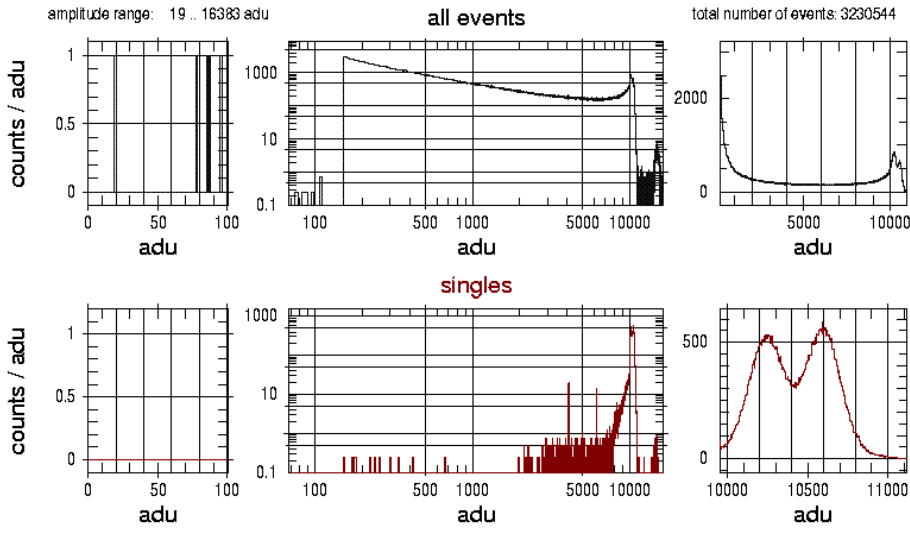 amplitude range: 19 .. 16383 adu
all events
total number of events: 3230544
counts / adu
1
0.5
0
0 50 100
adu
1000
10
0.1
100 500 1000 5000 10000
adu
2000
0
5000 10000
adu
singles
counts / adu
1
0.5
0
0 50 100
adu
1000
10
0.1
100 500 1000 5000 10000
adu
500
0
10000 10500 11000
adu